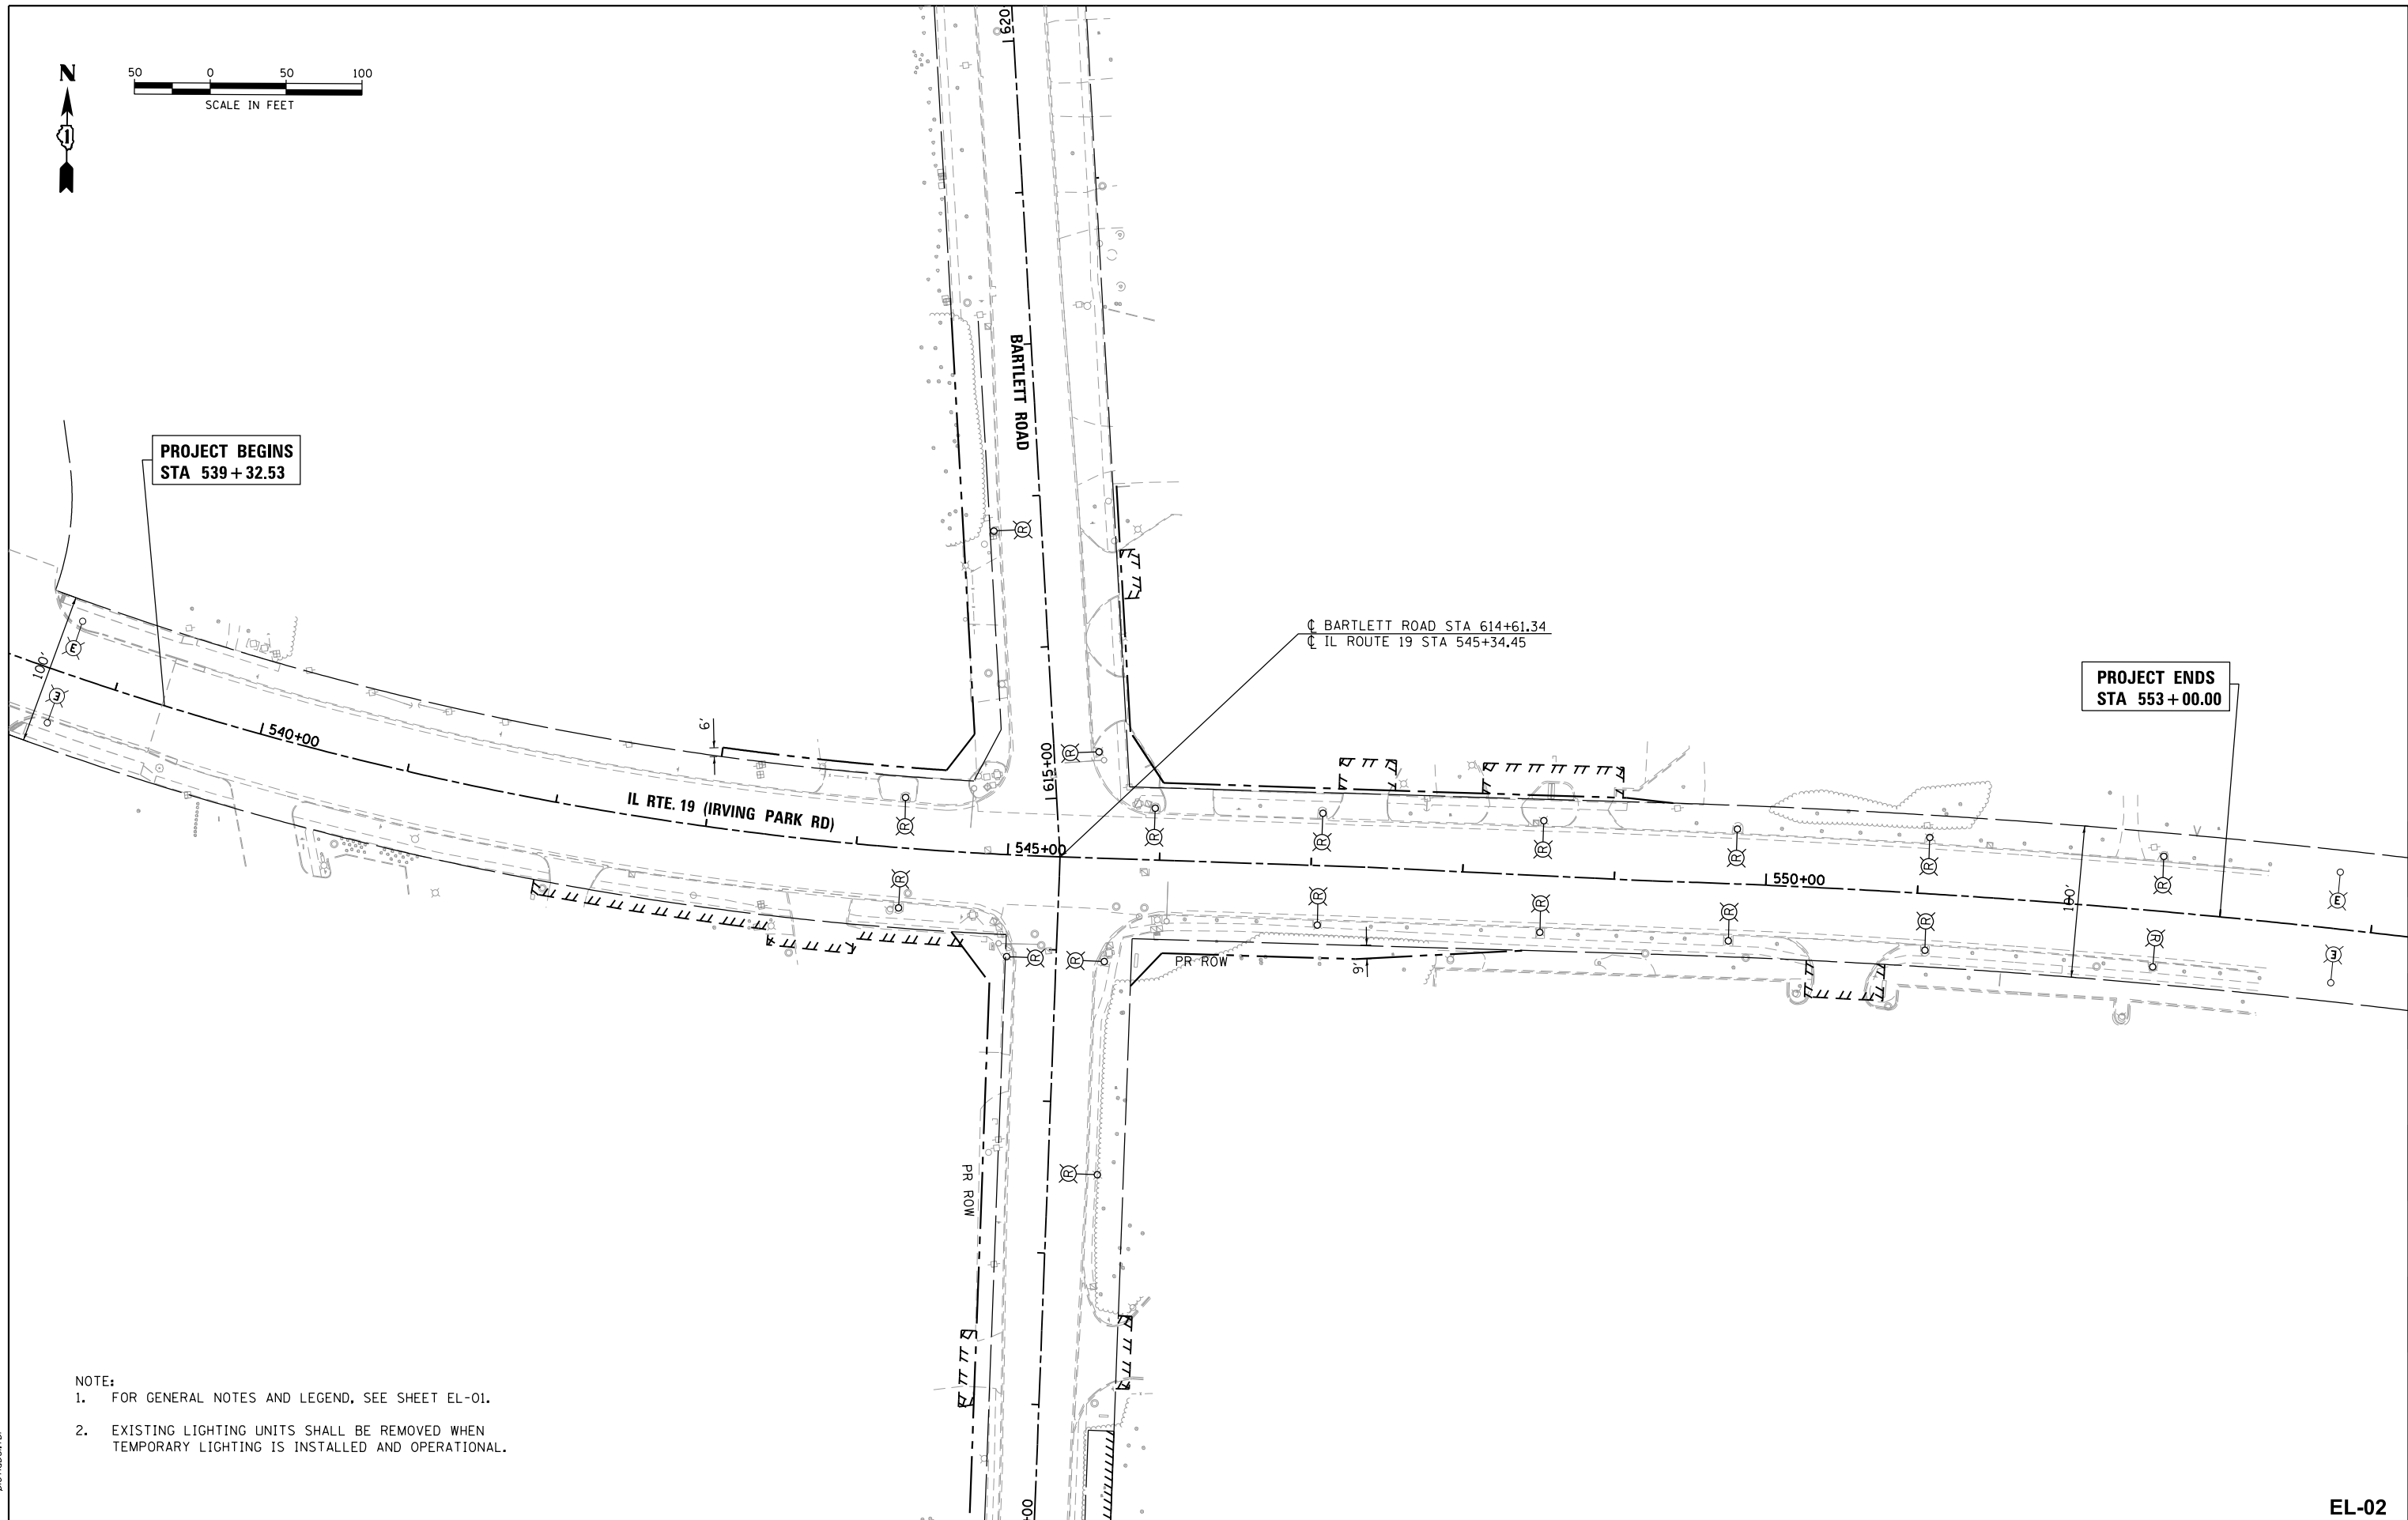 620+
N
50 0 50 100
SCALE IN FEET
1
BARTLETT ROAD
PROJECT BEGINS
STA 539+32.53
R
℄ BARTLETT ROAD STA 614+61.34
℄ IL ROUTE 19 STA 545+34.45
E
100'
E
PROJECT ENDS
STA 553+00.00
540+00
6'
615+00
R
IL RTE. 19 (IRVING PARK RD)
R
R
R
R
R
R
R
545+00
550+00
100'
E
R
R
R
R
R
R
E
R
R
PR ROW
9'
R
PR ROW
NOTE:
1. FOR GENERAL NOTES AND LEGEND, SEE SHEET EL-01.
2. EXISTING LIGHTING UNITS SHALL BE REMOVED WHEN
TEMPORARY LIGHTING IS INSTALLED AND OPERATIONAL.
+00
EL-02